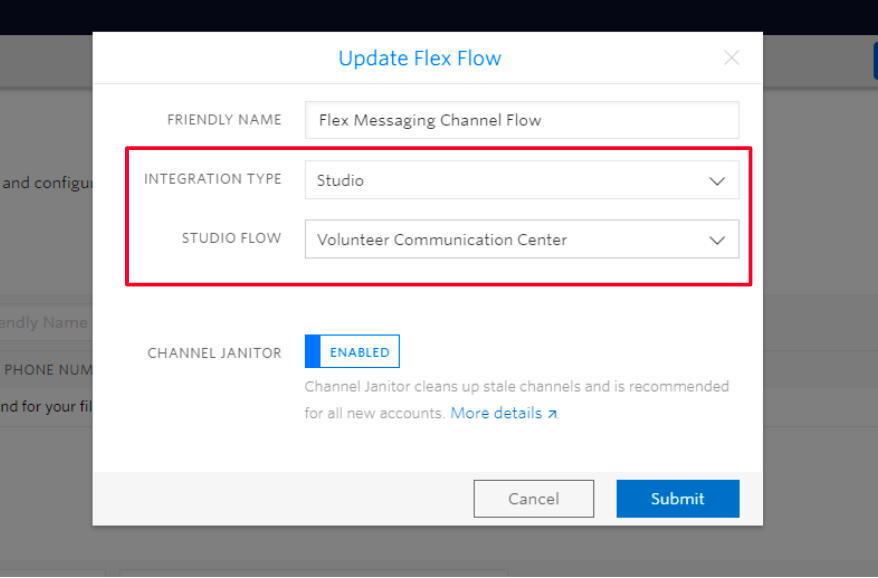 Update Flex Flow
FRIENDLY NAME
Flex Messaging Channel Flow
and configu
INTEGRATION TYPE
Studio
STUDIO FLOW
Volunteer Communication Center
endly Name
CHANNEL JANITOR
ENABLED
PHONE NUM
Channel Janitor cleans up stale channels and is recommended
nd for your fil
for all new accounts. More details ↗
Cancel
Submit